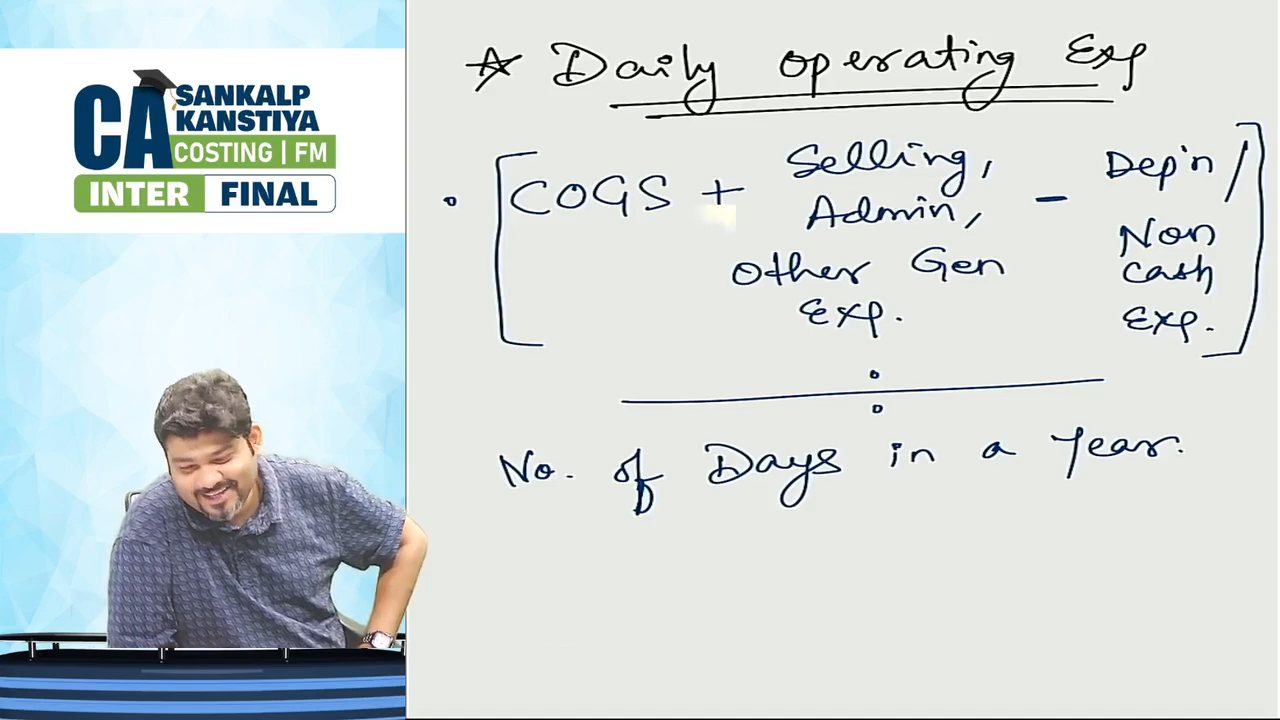 CA SANKALP
KANSTIYA
COSTING | FM
INTER FINAL
☆ Daily operating Exp
[COGS + Selling,
Admin,
Other Gen
Exp. - Dep'n /
Non
Cash
Exp.]
No. of Days in a Year.